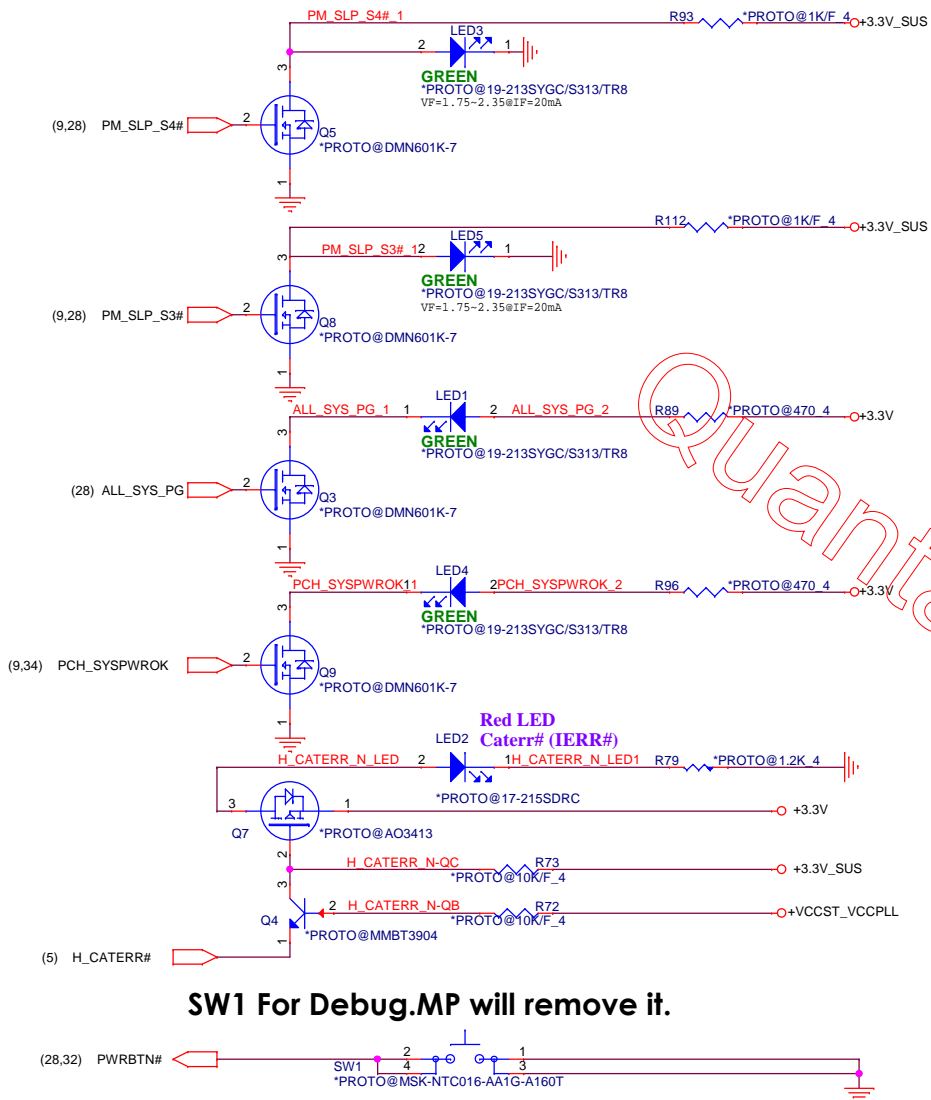 PM_SLP_S4#_1
R93 *PROTO@1K/F_4 +3.3V_SUS
LED3
2 1
GREEN
*PROTO@19-213SYGC/S313/TR8
VF=1.75~2.35@IF=20mA
3
(9,28) PM_SLP_S4# 2
Q5
*PROTO@DMN601K-7
1
R112 *PROTO@1K/F_4 +3.3V_SUS
LED5
PM_SLP_S3#_1 2 1
GREEN
*PROTO@19-213SYGC/S313/TR8
VF=1.75~2.35@IF=20mA
3
(9,28) PM_SLP_S3# 2
Q8
*PROTO@DMN601K-7
1
LED1
ALL_SYS_PG_1 1 2 ALL_SYS_PG_2 R89 *PROTO@470_4 +3.3V
GREEN
*PROTO@19-213SYGC/S313/TR8
3
(28) ALL_SYS_PG 2
Q3
*PROTO@DMN601K-7
1
LED4
PCH_SYSPWROK_1 1 2 PCH_SYSPWROK_2 R96 *PROTO@470_4 +3.3V
GREEN
*PROTO@19-213SYGC/S313/TR8
3
(9,34) PCH_SYSPWROK 2
Q9
*PROTO@DMN601K-7
1
Red LED
Caterr# (IERR#)
LED2
H_CATERR_N_LED 2 1 H_CATERR_N_LED1 R79 *PROTO@1.2K_4
*PROTO@17-215SDRC
3 1 +3.3V
Q7 *PROTO@AO3413
2
H_CATERR_N-QC R73 +3.3V_SUS
*PROTO@10K/F_4
3
2 H_CATERR_N-QB R72 +VCCST_VCCPLL
*PROTO@10K/F_4
Q4
*PROTO@MMBT3904
1
(5) H_CATERR#
SW1 For Debug.MP will remove it.
(28,32) PWRBTN# 2 1
SW1 4 3
*PROTO@MSK-NTC016-AA1G-A160T
Quanta